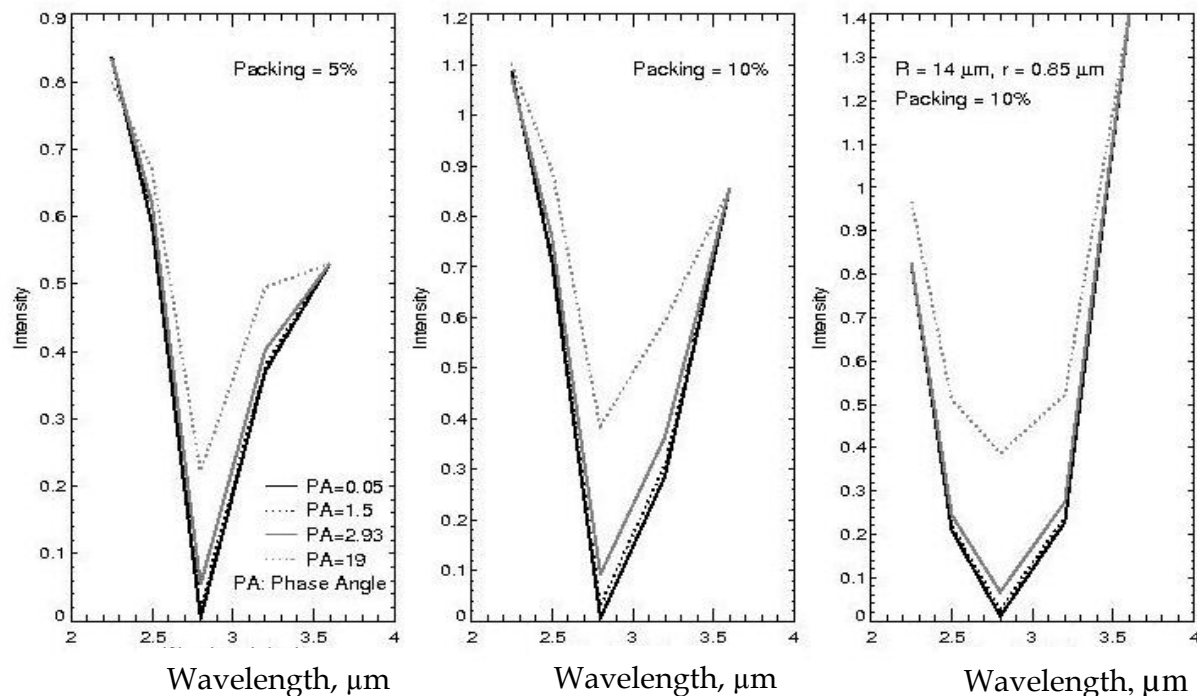 0.9
0.8
0.7
0.6
0.5
0.4
0.3
0.2
0.1
0
Intensity
Packing = 5%
PA=0.05
PA=1.5
PA=2.93
PA=19
PA: Phase Angle
2 2.5 3 3.5 4
Wavelength, μm
1.2
1.1
1
0.9
0.8
0.7
0.6
0.5
0.4
0.3
0.2
0.1
0
Intensity
Packing = 10%
2 2.5 3 3.5 4
Wavelength, μm
1.4
1.3
1.2
1.1
1
0.9
0.8
0.7
0.6
0.5
0.4
0.3
0.2
0.1
0
Intensity
R = 14 μm, r = 0.85 μm
Packing = 10%
2 2.5 3 3.5 4
Wavelength, μm